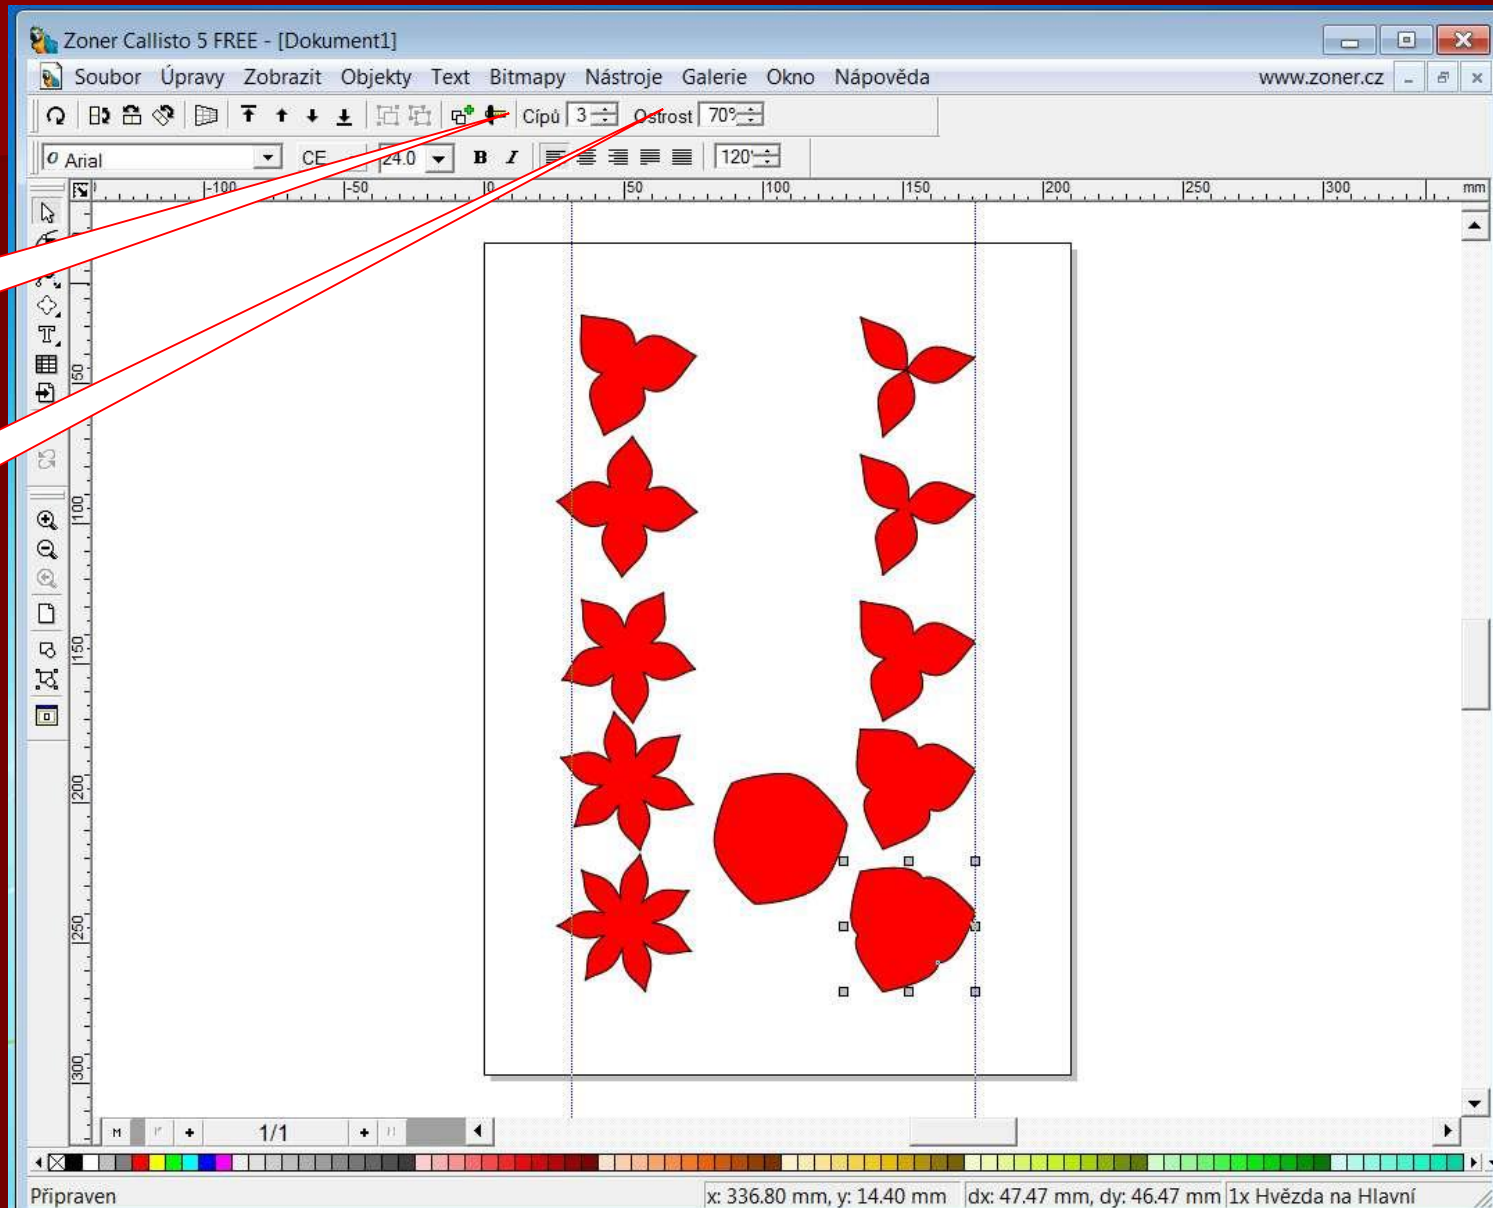 Zoner Callisto 5 FREE - [Dokument1]
Soubor Úpravy Zobrazit Objekty Text Bitmapy Nástroje Galerie Okno Nápověda www.zoner.cz
Cípů 3 Ostrost 70°
O Arial CE 24.0 B I 120
-100 -50 0 50 100 150 200 250 300 mm
50
100
150
200
250
300
M 1/1
Připraven x: 336.80 mm, y: 14.40 mm dx: 47.47 mm, dy: 46.47 mm 1x Hvězda na Hlavní